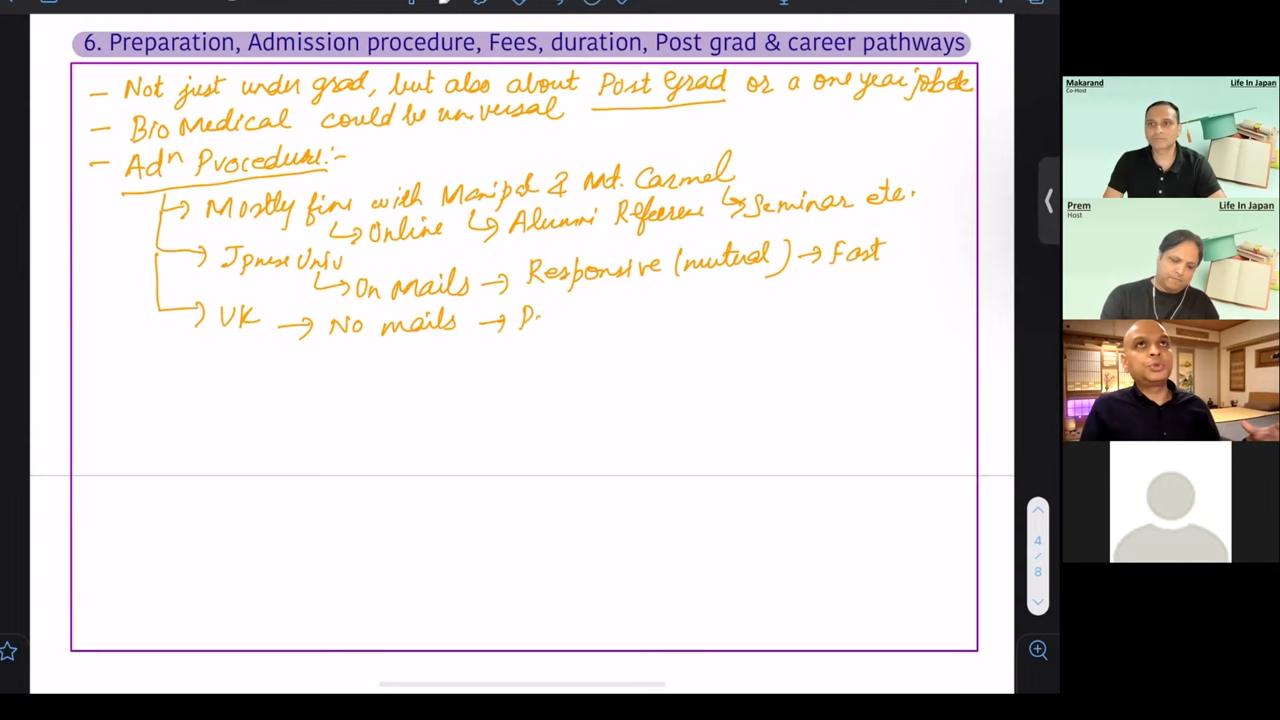 6. Preparation, Admission procedure, Fees, duration, Post grad & career pathways
- Not just under grad, but also about Post Grad or a one year job etc
- Bio Medical could be universal
- Adn Procedure:-
→ Mostly fine with Manipal & Mt. Carmel
↳ Online ↳ Alumni Reference ↳ Seminar etc.
→ Jpnese Univ
↳ On Mails → Responsive (mutual) → Fast
→ UK → No mails → P.
4
/
8
Makarand
Co-Host
Life In Japan
Prem
Host
Life In Japan